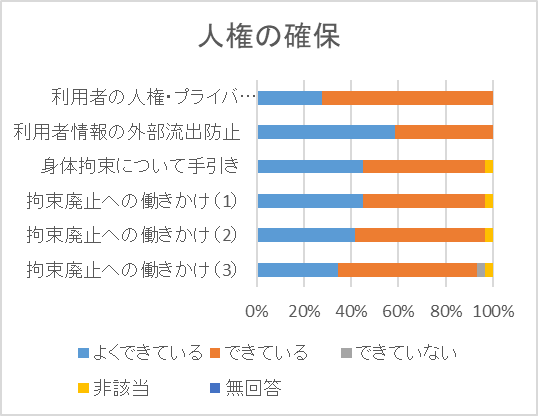 人権の確保
利用者の人権・プライバ…
利用者情報の外部流出防止
身体拘束について手引き
拘束廃止への働きかけ（1）
拘束廃止への働きかけ（2）
拘束廃止への働きかけ（3）
0% 20% 40% 60% 80% 100%
よくできている できている できていない
非該当 無回答